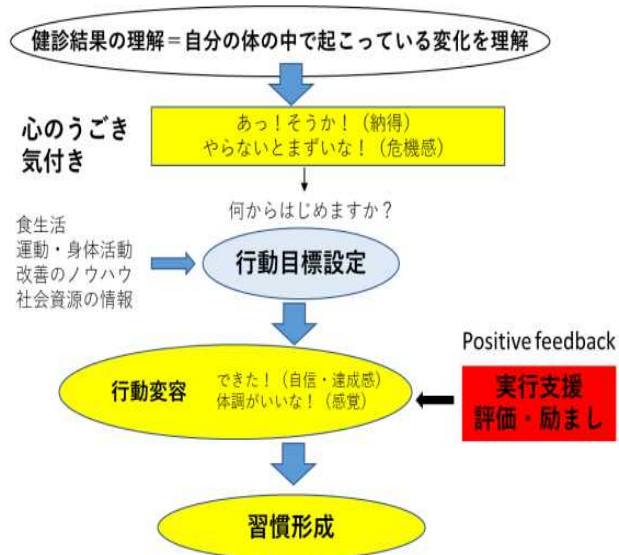 健診結果の理解＝自分の体の中で起こっている変化を理解
心のうごき
気付き
あっ！そうか！（納得）
やらないとまずいな！（危機感）
何からはじめますか？
食生活
運動・身体活動
改善のノウハウ
社会資源の情報
行動目標設定
行動変容
できた！（自信・達成感）
体調がいいな！（感覚）
Positive feedback
実行支援
評価・励まし
習慣形成